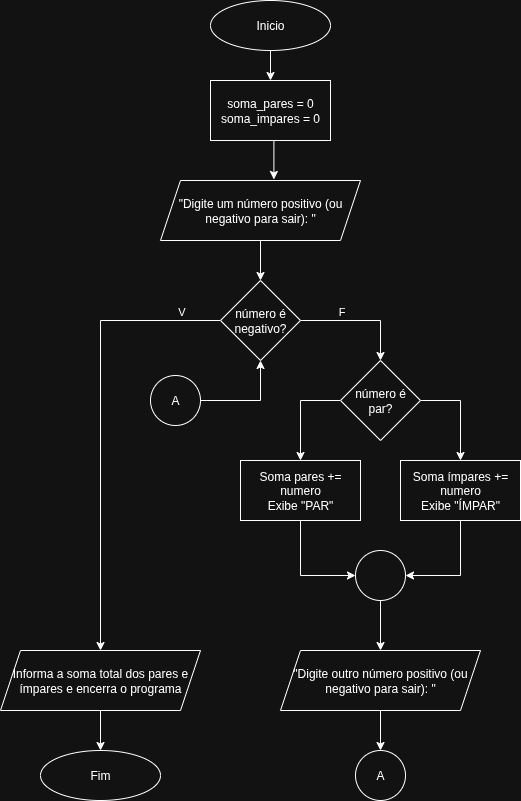 Inicio
soma_pares = 0
soma_impares = 0
"Digite um número positivo (ou
negativo para sair): "
V
número é
negativo?
F
A
número é
par?
Soma pares +=
numero
Exibe "PAR"
Soma ímpares +=
numero
Exibe "ÍMPAR"
Informa a soma total dos pares e
ímpares e encerra o programa
"Digite outro número positivo (ou
negativo para sair): "
Fim
A